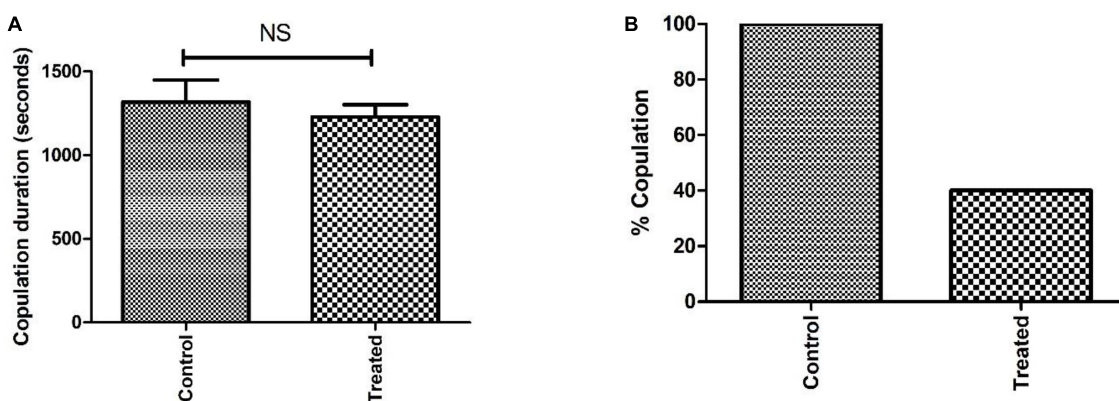 A
NS
Copulation duration (seconds)
1500
1000
500
0
Control
Treated
B
% Copulation
100
80
60
40
20
0
Control
Treated